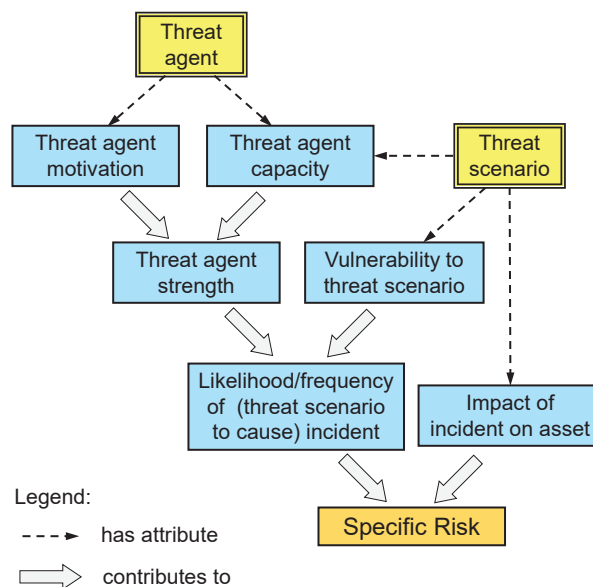 Threat
agent
Threat agent
motivation
Threat agent
capacity
Threat
scenario
Threat agent
strength
Vulnerability to
threat scenario
Likelihood/frequency
of (threat scenario
to cause) incident
Impact of
incident on asset
Specific Risk
Legend:
has attribute
contributes to